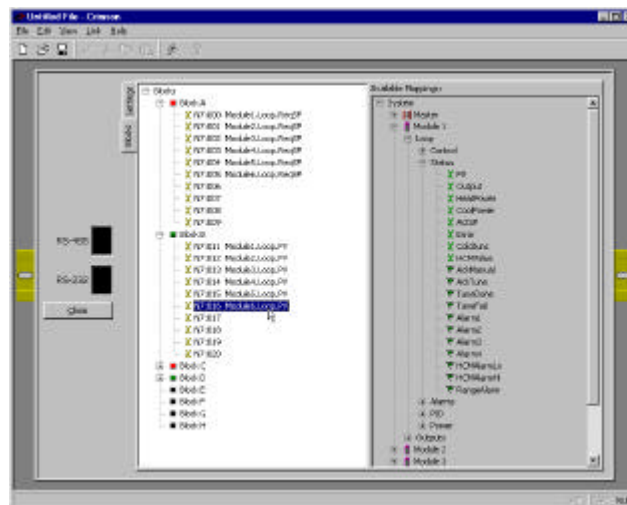 Untitled File - Crimson
File Edit View Link Help
Settings
Blocks
Blocks
Block A
N7:000 Module1.Loop.ReqSP
N7:001 Module2.Loop.ReqSP
N7:002 Module3.Loop.ReqSP
N7:003 Module4.Loop.ReqSP
N7:004 Module5.Loop.ReqSP
N7:005 Module6.Loop.ReqSP
N7:006
N7:007
N7:008
N7:009
Block B
N7:011 Module1.Loop.PV
N7:012 Module2.Loop.PV
N7:013 Module3.Loop.PV
N7:014 Module4.Loop.PV
N7:015 Module5.Loop.PV
N7:016 Module6.Loop.PV
N7:017
N7:018
N7:019
N7:020
Block C
Block D
Block E
Block F
Block G
Block H
RS-485
RS-232
Close
Available Mappings:
System
Master
Module 1
Loop
Control
Status
PV
Output
HeatPower
CoolPower
ActSP
Error
ColdJunc
HCMValue
AckManual
AckTune
TuneDone
TuneFail
Alarm1
Alarm2
Alarm3
Alarm4
HCMAlarmLo
HCMAlarmHi
RangeAlarm
Alarms
PID
Power
Outputs
Module 2
Module 3